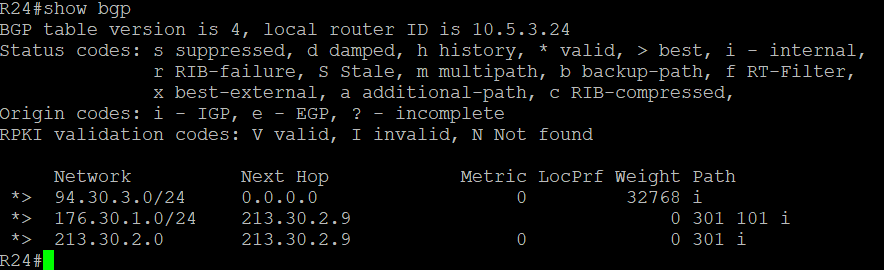 R24#show bgp
BGP table version is 4, local router ID is 10.5.3.24
Status codes: s suppressed, d damped, h history, * valid, > best, i - internal,
              r RIB-failure, S Stale, m multipath, b backup-path, f RT-Filter,
              x best-external, a additional-path, c RIB-compressed,
Origin codes: i - IGP, e - EGP, ? - incomplete
RPKI validation codes: V valid, I invalid, N Not found

     Network          Next Hop            Metric LocPrf Weight Path
 *>  94.30.3.0/24     0.0.0.0                  0         32768 i
 *>  176.30.1.0/24    213.30.2.9                             0 301 101 i
 *>  213.30.2.0       213.30.2.9               0             0 301 i
R24#